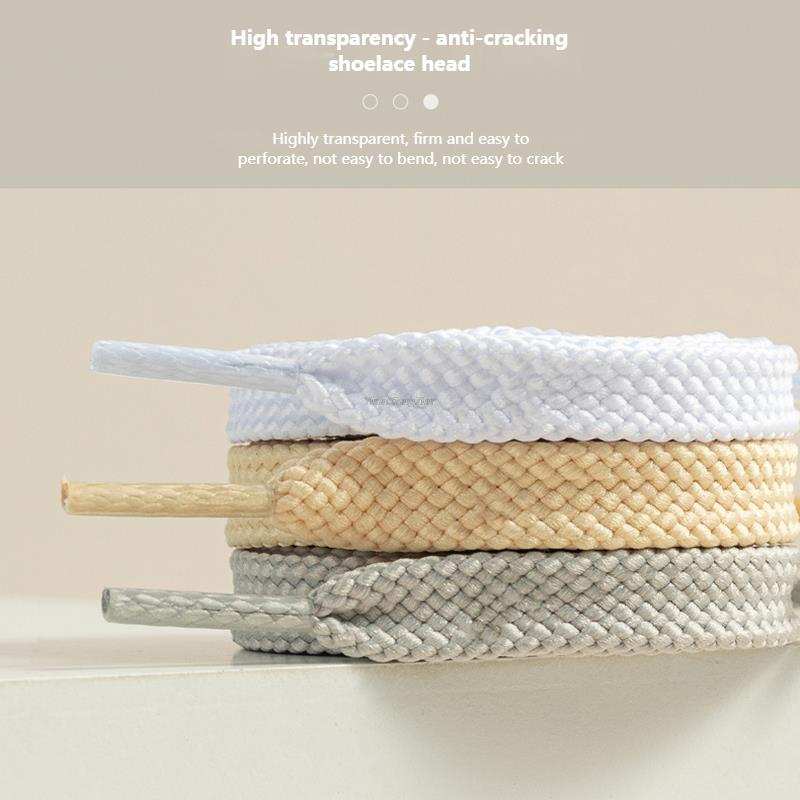 High transparency - anti-cracking
shoelace head
Highly transparent, firm and easy to
perforate, not easy to bend, not easy to crack